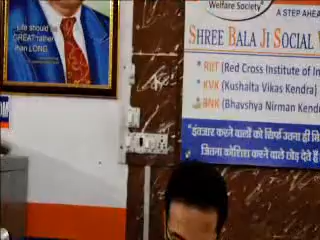 Life should be
GREAT rather
than LONG
Welfare Society
A STEP AHEA
SHREE BALA JI SOCIAL
RIIT (Red Cross Institute of In
KVK (Kushalta Vikas Kendra)
BNK (Bhavshya Nirman Kendr
"इंतजार करने वालों को सिर्फ उतना ही मि
जितना कोशिश करने वाले छोड़ देते है